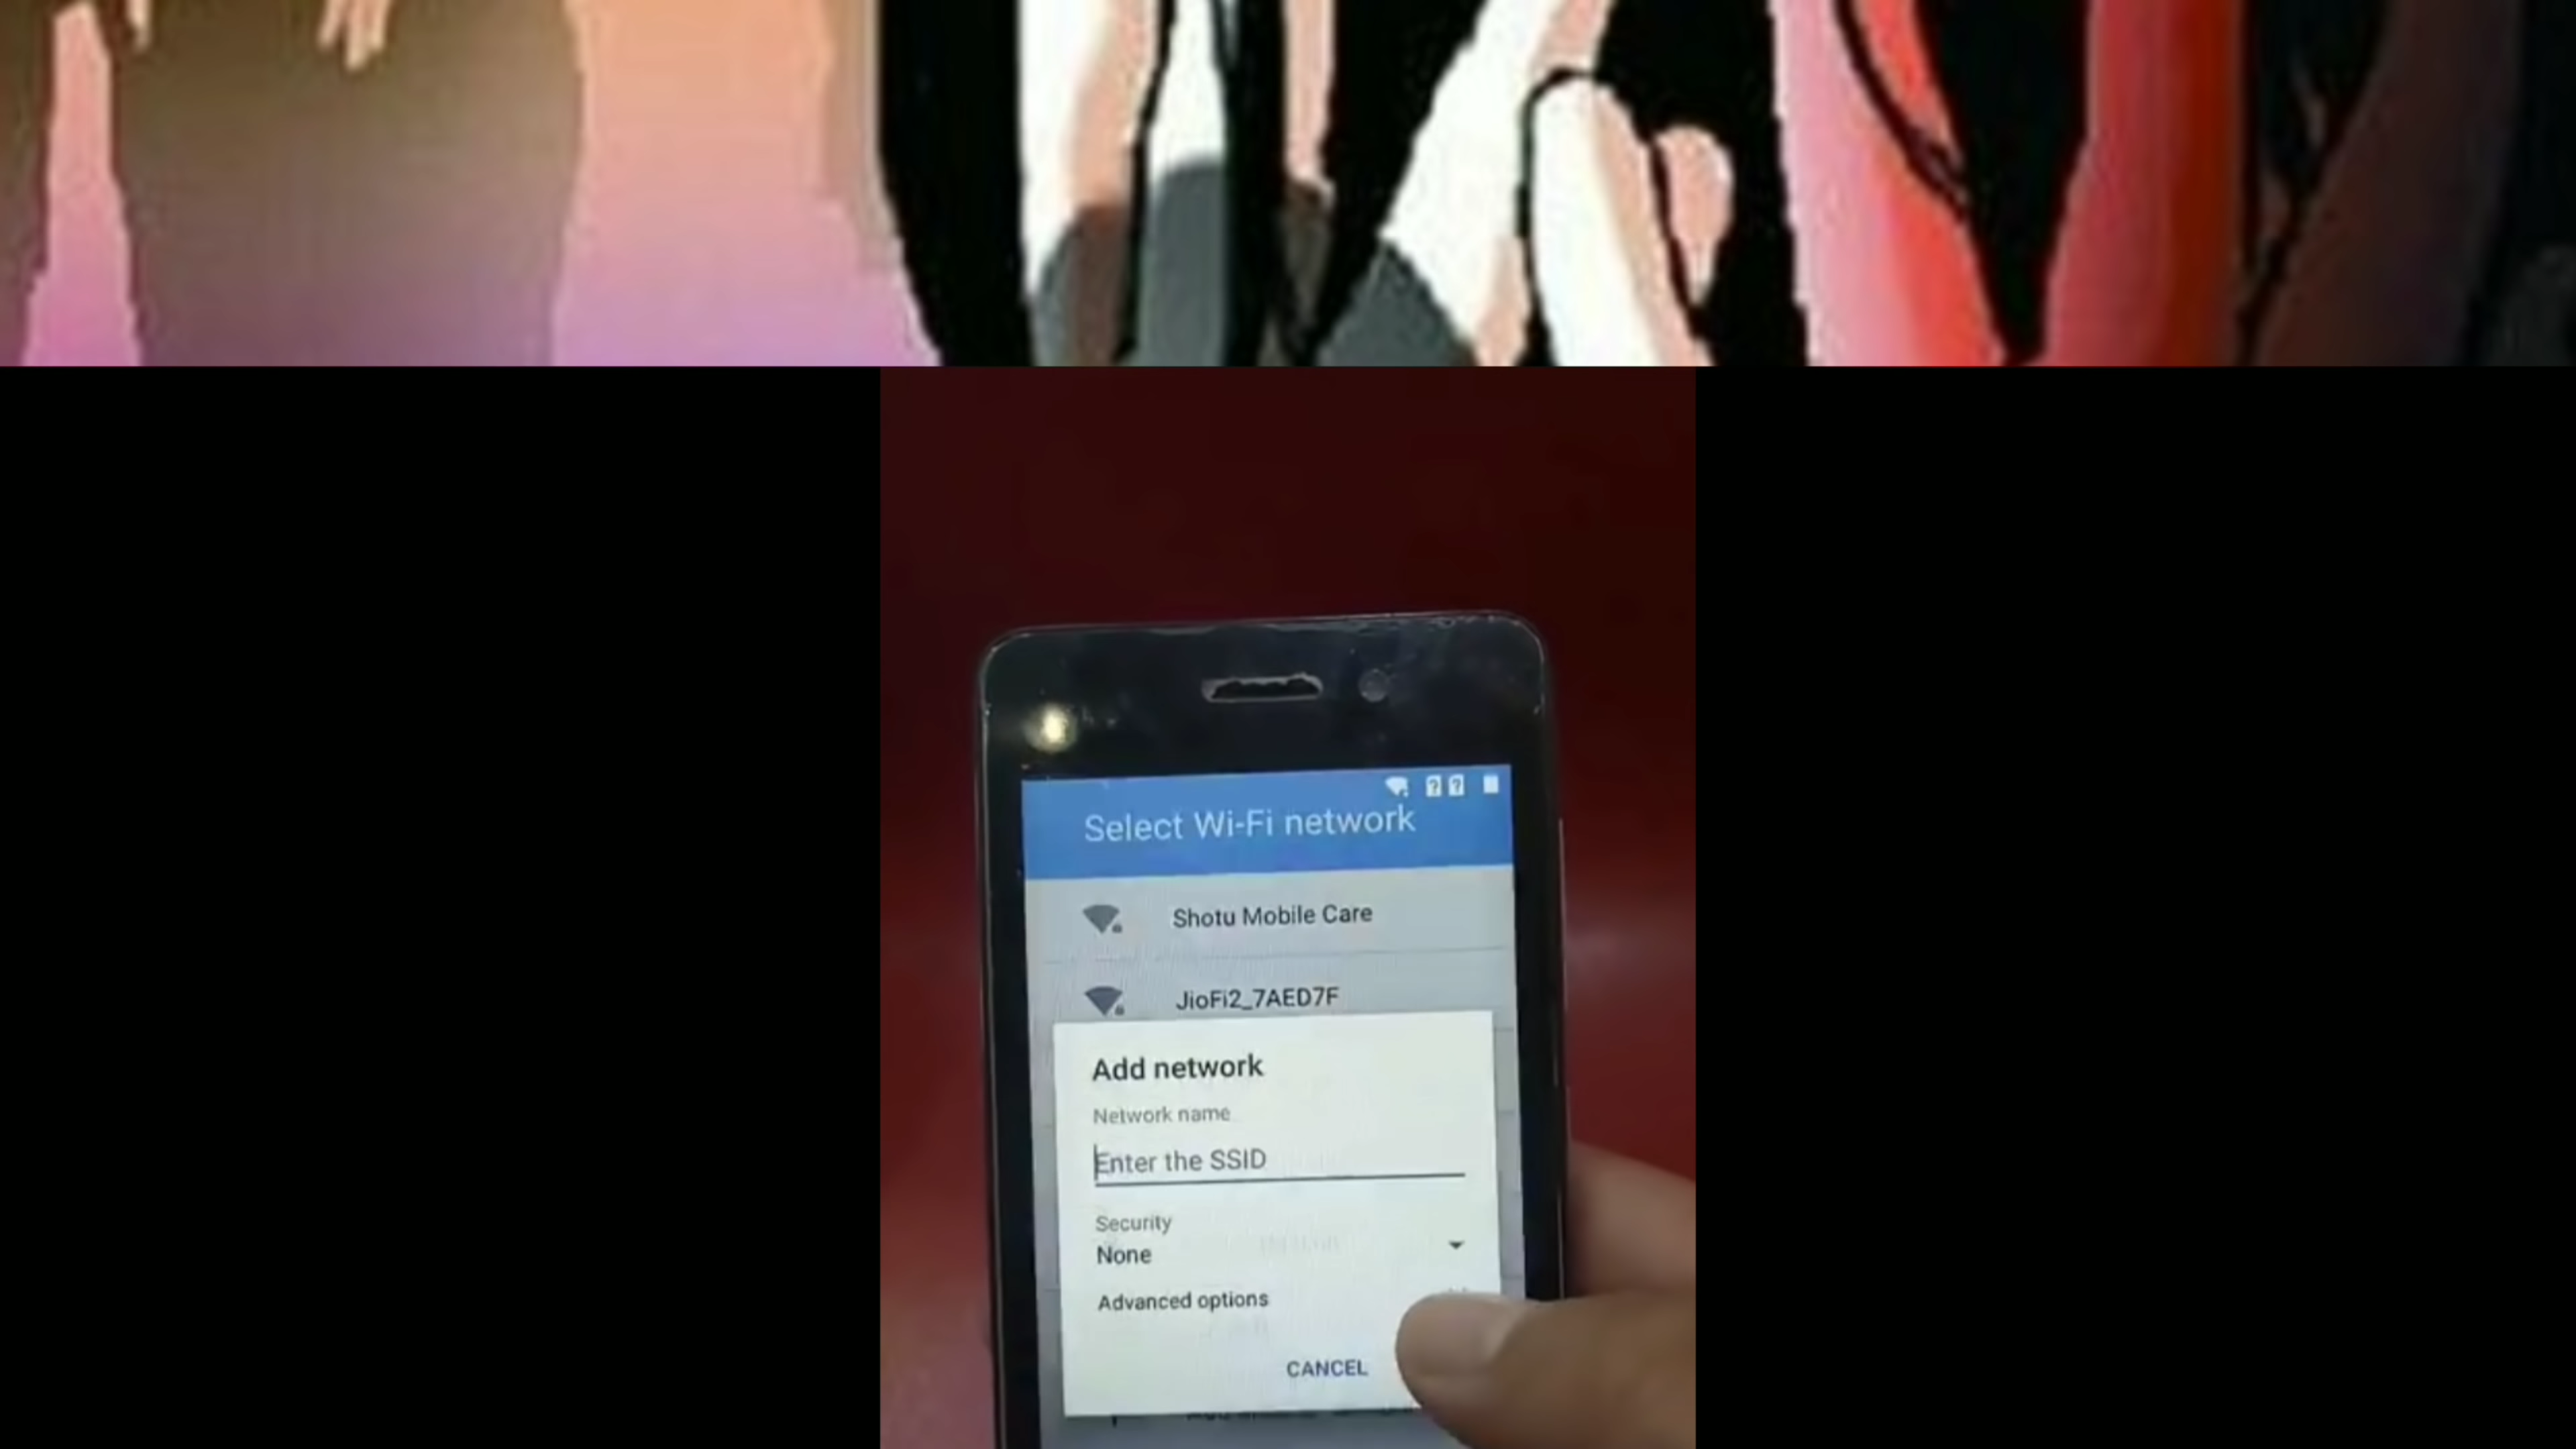 Select Wi-Fi network
Shotu Mobile Care
JioFi2_7AED7F
Add network
Network name
Enter the SSID
Security
None
Advanced options
CANCEL